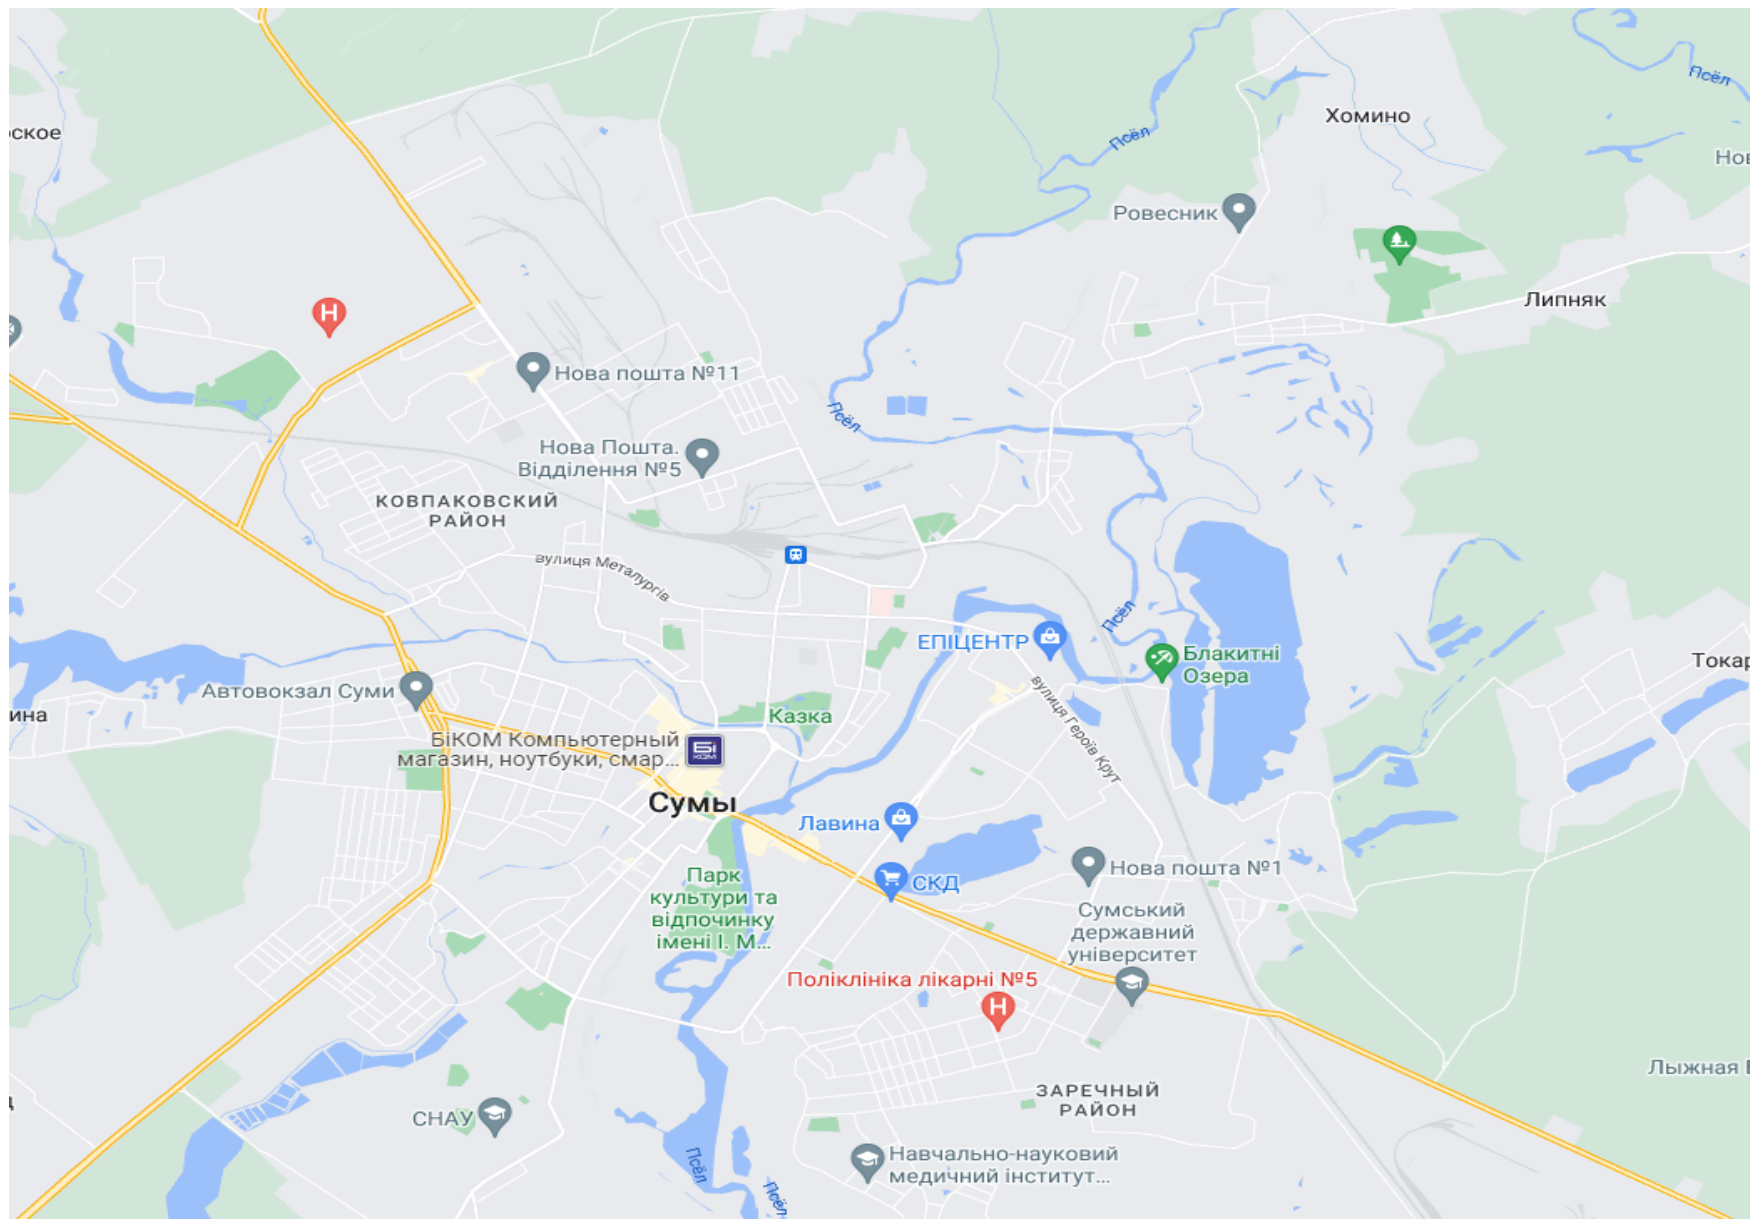 Псёл
Хомино
ское
Псёл
Нов
Ровесник
Липняк
Н
Нова пошта №11
Псёл
Нова Пошта.
Відділення №5
КОВПАКОВСКИЙ
РАЙОН
вулиця Металургів
Псёл
ЕПІЦЕНТР
Блакитні
Озера
Токар
Автовокзал Суми
ина
вулиця Героїв Крут
Казка
БіКОМ Компьютерный
магазин, ноутбуки, смар...
Бі
КОМ
Сумы
Лавина
Нова пошта №1
Парк
культури та
відпочинку
імені І. М...
СКД
Сумський
державний
університет
Поліклініка лікарні №5
H
Лыжная
ЗАРЕЧНЫЙ
РАЙОН
СНАУ
Навчально-науковий
медичний інститут...
Псёл
Псёл